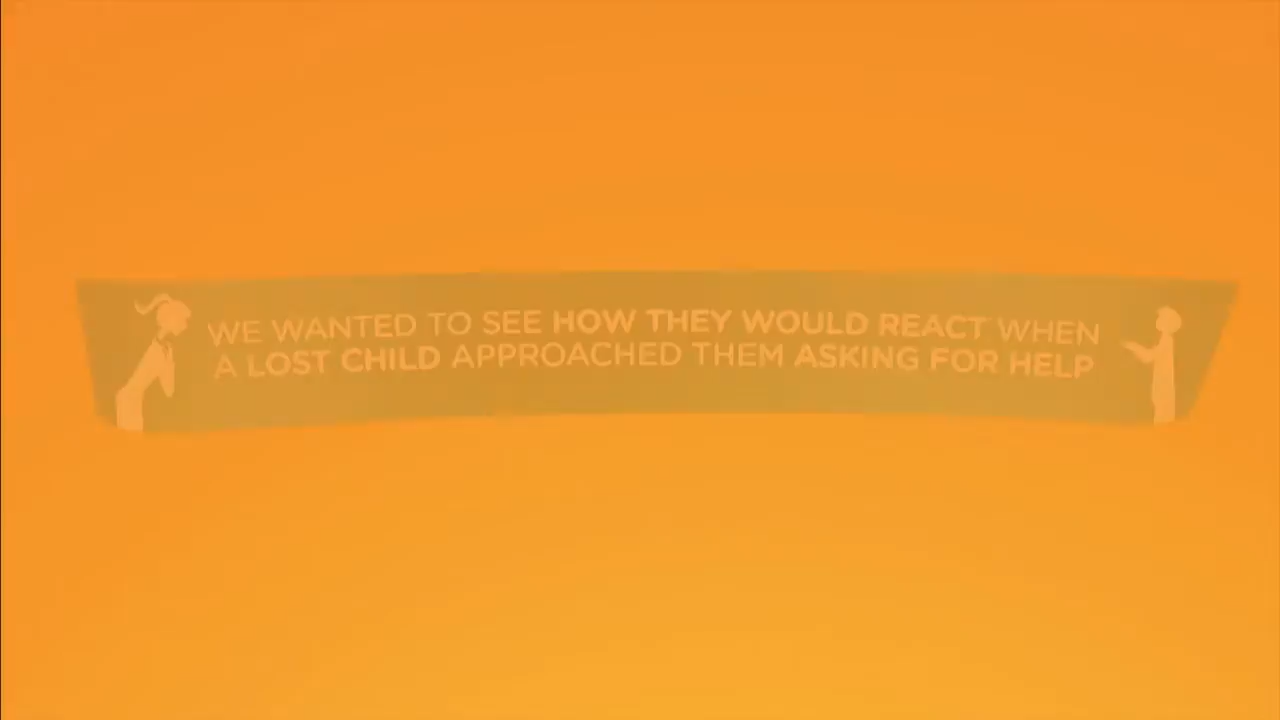 WE WANTED TO SEE HOW THEY WOULD REACT WHEN
A LOST CHILD APPROACHED THEM ASKING FOR HELP